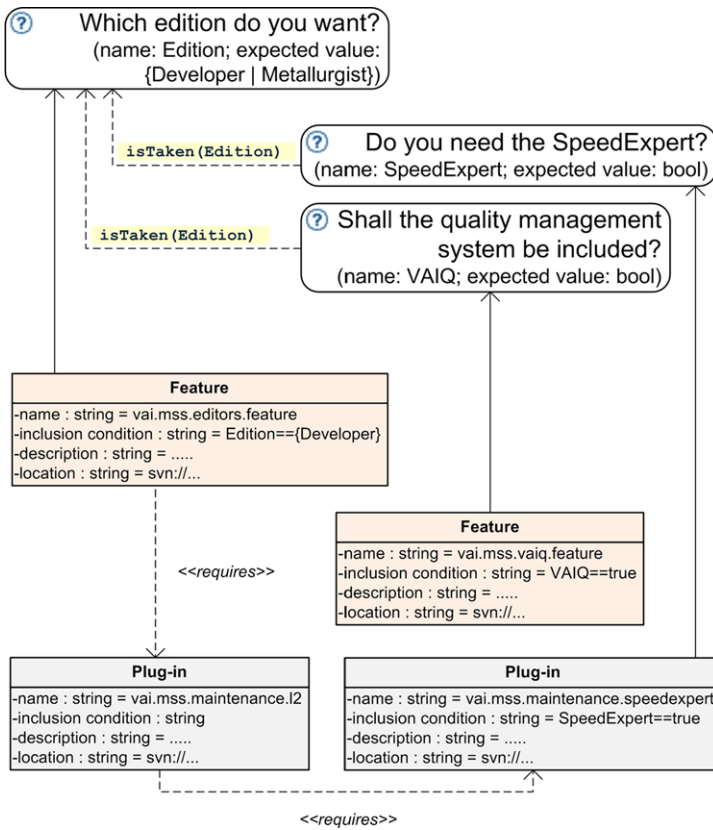 Which edition do you want?
(name: Edition; expected value:
{Developer | Metallurgist})
isTaken(Edition)
Do you need the SpeedExpert?
(name: SpeedExpert; expected value: bool)
isTaken(Edition)
Shall the quality management
system be included?
(name: VAIQ; expected value: bool)
Feature
-name : string = vai.mss.editors.feature
-inclusion condition : string = Edition=={Developer}
-description : string = .....
-location : string = svn://...
<<requires>>
Feature
-name : string = vai.mss.vaiq.feature
-inclusion condition : string = VAIQ==true
-description : string = .....
-location : string = svn://...
Plug-in
-name : string = vai.mss.maintenance.l2
-inclusion condition : string
-description : string = .....
-location : string = svn://...
Plug-in
-name : string = vai.mss.maintenance.speedexpert
-inclusion condition : string = SpeedExpert==true
-description : string = .....
-location : string = svn://...
<<requires>>